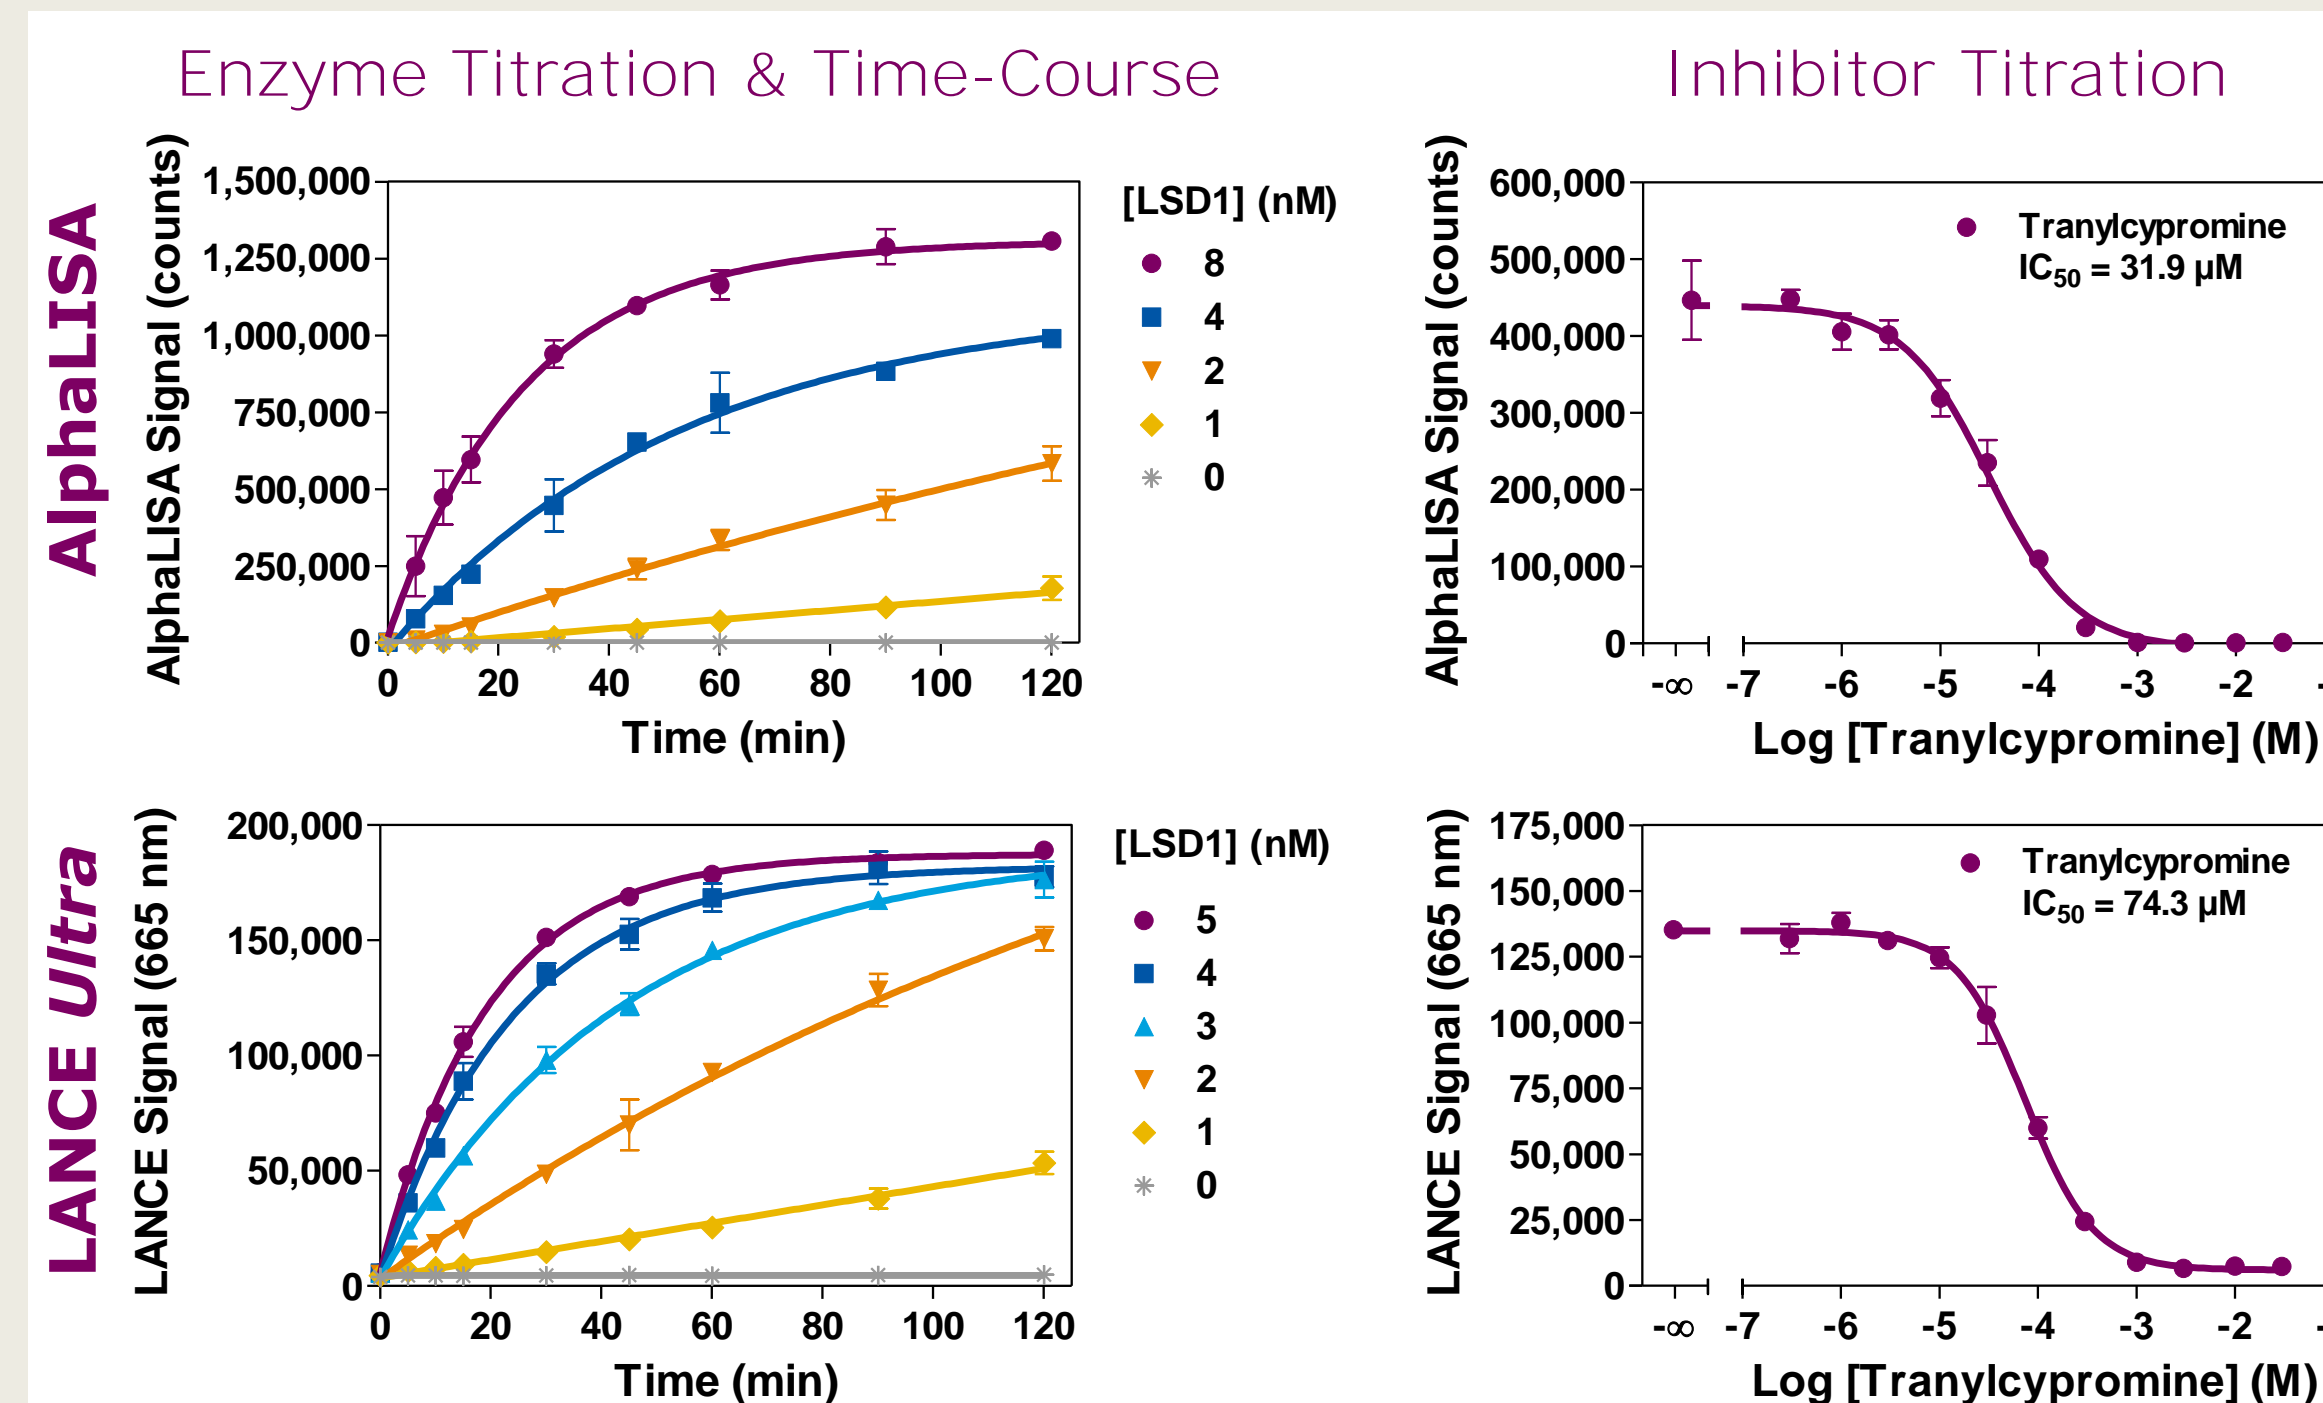 Enzyme Titration & Time-Course
Inhibitor Titration
AlphaLISA
AlphaLISA Signal (counts)
1,500,000
1,250,000
1,000,000
750,000
500,000
250,000
0
0 20 40 60 80 100 120
Time (min)
[LSD1] (nM)
8
4
2
1
0
AlphaLISA Signal (counts)
600,000
500,000
400,000
300,000
200,000
100,000
0
Tranylcypromine
IC50 = 31.9 µM
-∞ -7 -6 -5 -4 -3 -2
Log [Tranylcypromine] (M)
LANCE Ultra
LANCE Signal (665 nm)
200,000
150,000
100,000
50,000
0
0 20 40 60 80 100 120
Time (min)
[LSD1] (nM)
5
4
3
2
1
0
LANCE Signal (665 nm)
175,000
150,000
125,000
100,000
75,000
50,000
25,000
0
Tranylcypromine
IC50 = 74.3 µM
-∞ -7 -6 -5 -4 -3 -2
Log [Tranylcypromine] (M)